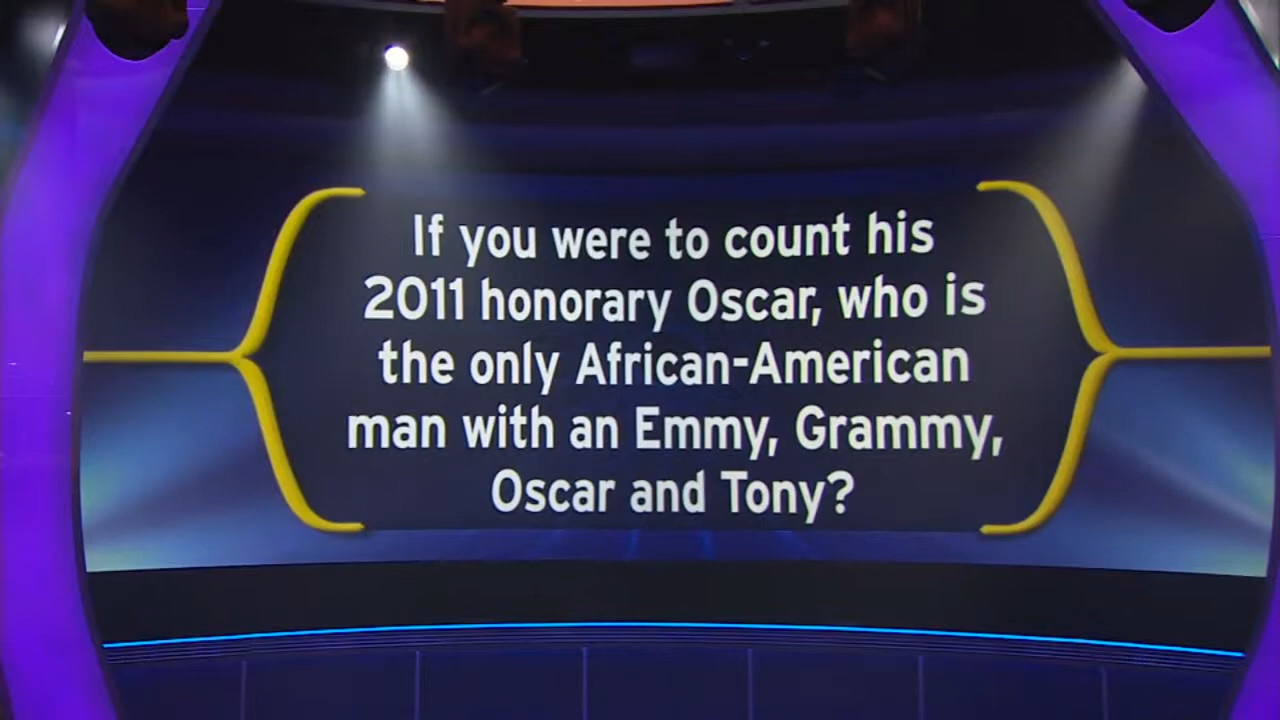 If you were to count his
2011 honorary Oscar, who is
the only African-American
man with an Emmy, Grammy,
Oscar and Tony?